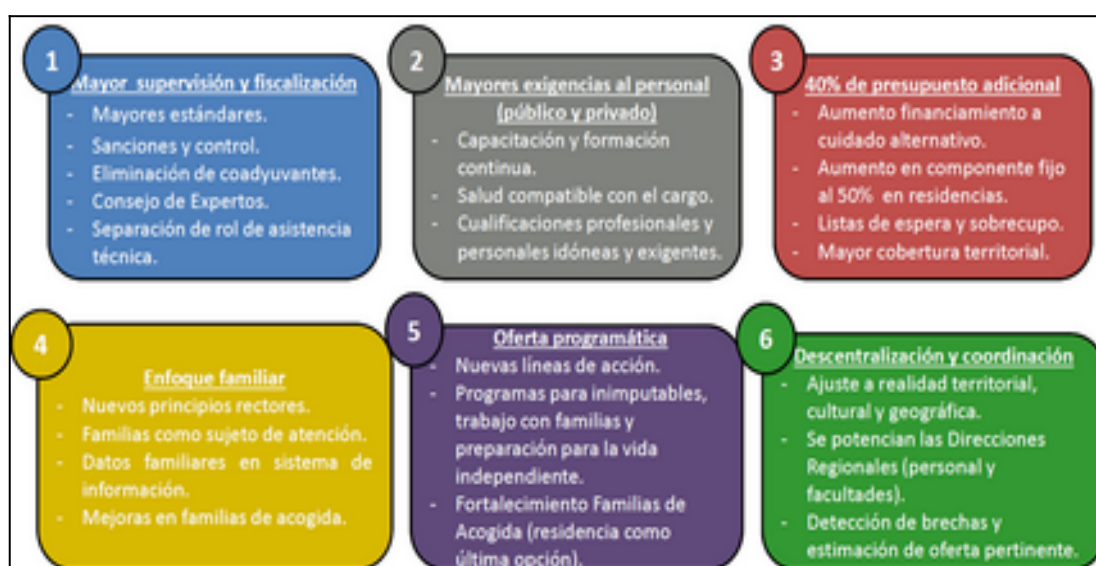 1
Mayor supervisión y fiscalización
- Mayores estándares.
- Sanciones y control.
- Eliminación de coadyuvantes.
- Consejo de Expertos.
- Separación de rol de asistencia
técnica.
2
Mayores exigencias al personal
(público y privado)
- Capacitación y formación
continua.
- Salud compatible con el cargo.
- Cualificaciones profesionales y
personales idóneas y exigentes.
3
40% de presupuesto adicional
- Aumento financiamiento a
cuidado alternativo.
- Aumento en componente fijo
al 50% en residencias.
- Listas de espera y sobrecupo.
- Mayor cobertura territorial.
4
Enfoque familiar
- Nuevos principios rectores.
- Familias como sujeto de atención.
- Datos familiares en sistema de
información.
- Mejoras en familias de acogida.
5
Oferta programática
- Nuevas líneas de acción.
- Programas para inimputables,
trabajo con familias y
preparación para la vida
independiente.
- Fortalecimiento Familias de
Acogida (residencia como
última opción).
6
Descentralización y coordinación
- Ajuste a realidad territorial,
cultural y geográfica.
- Se potencian las Direcciones
Regionales (personal y
facultades).
- Detección de brechas y
estimación de oferta pertinente.